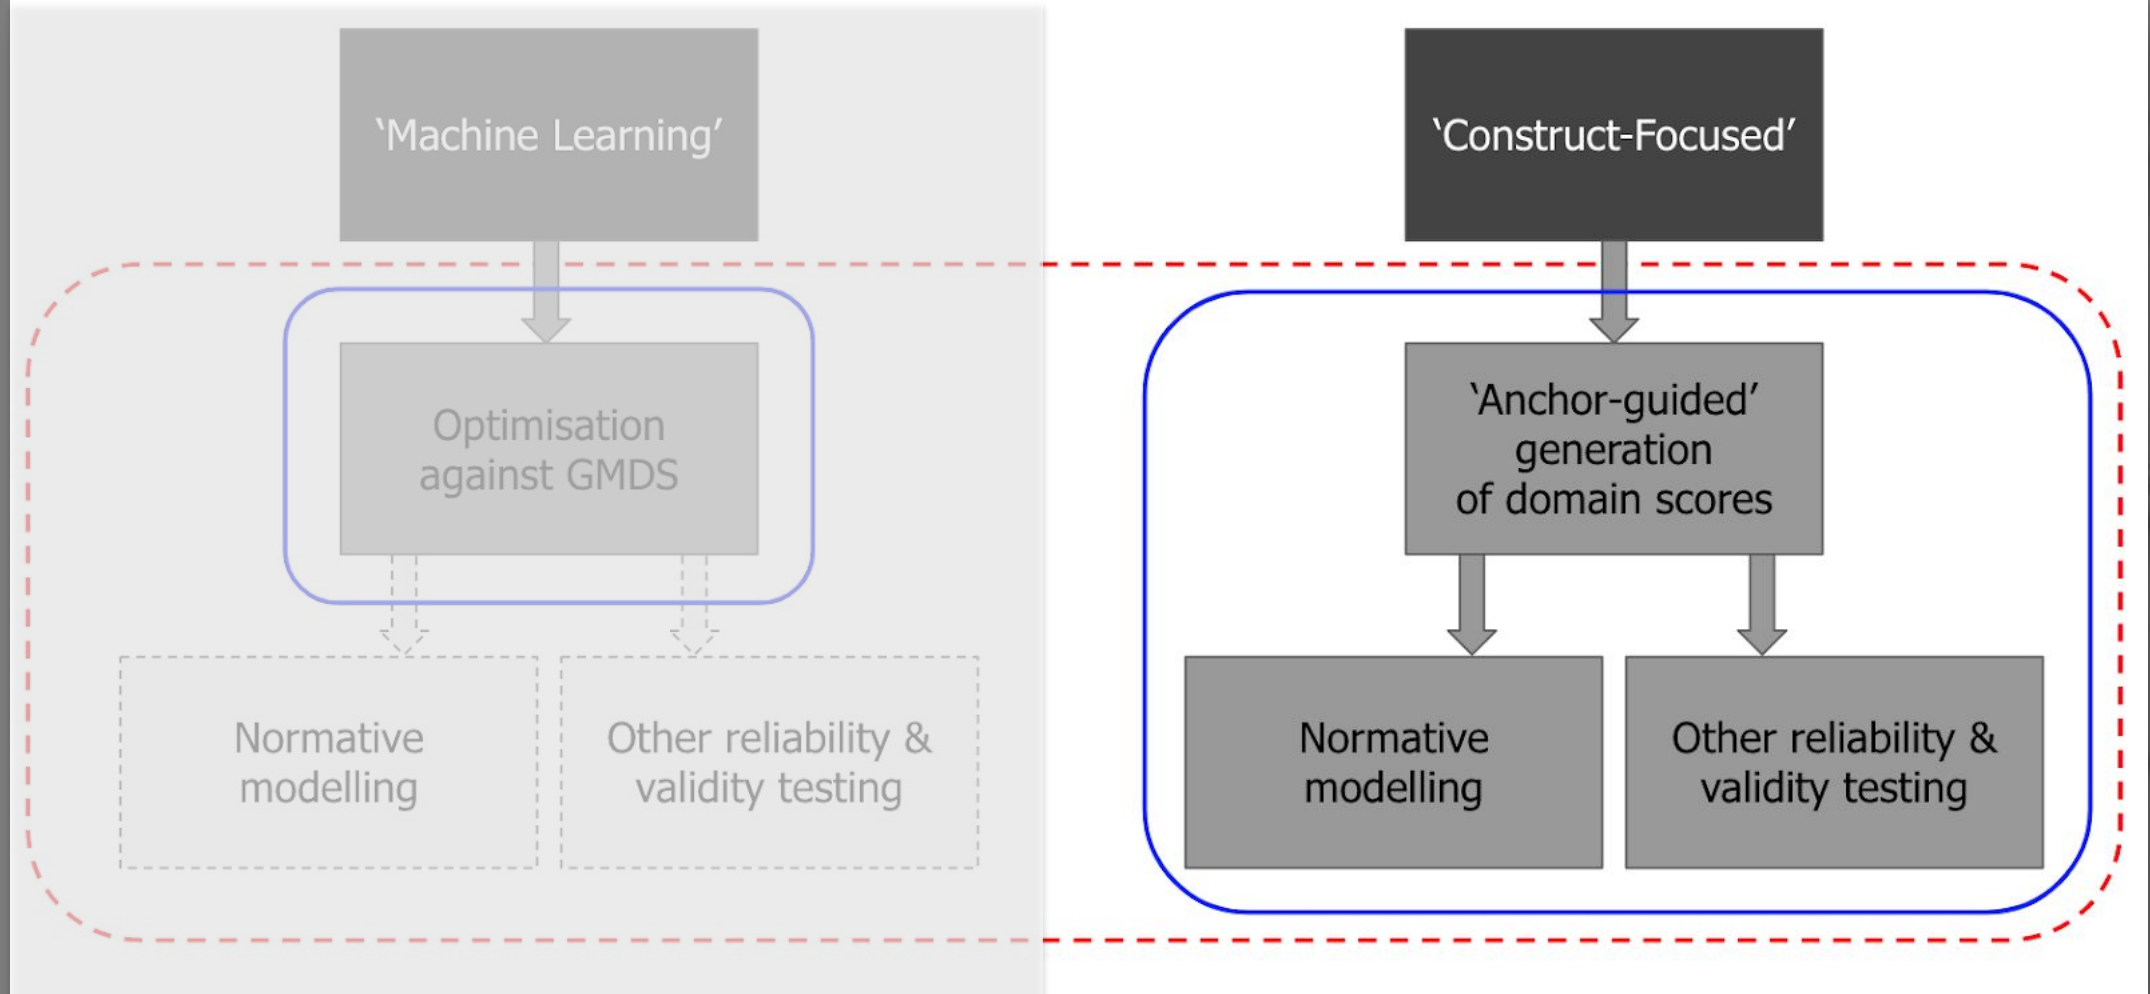 ‘Machine Learning’
‘Construct-Focused’
Optimisation
against GMDS
‘Anchor-guided’
generation
of domain scores
Normative
modelling
Other reliability &
validity testing
Normative
modelling
Other reliability &
validity testing